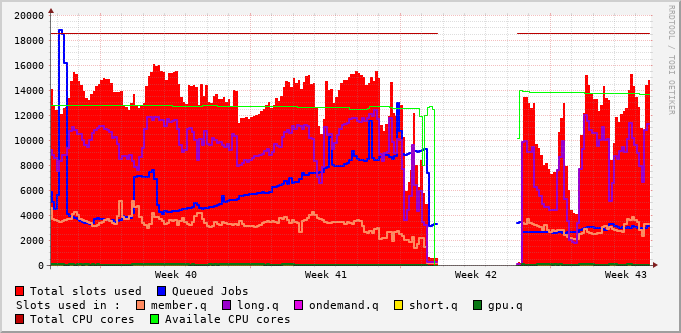 20000
18000
16000
14000
12000
10000
8000
6000
4000
2000
0
Week 40 Week 41 Week 42 Week 43
RRDTOOL / TOBI OETIKER
Total slots used Queued Jobs
Slots used in : member.q long.q ondemand.q short.q gpu.q
Total CPU cores Availale CPU cores